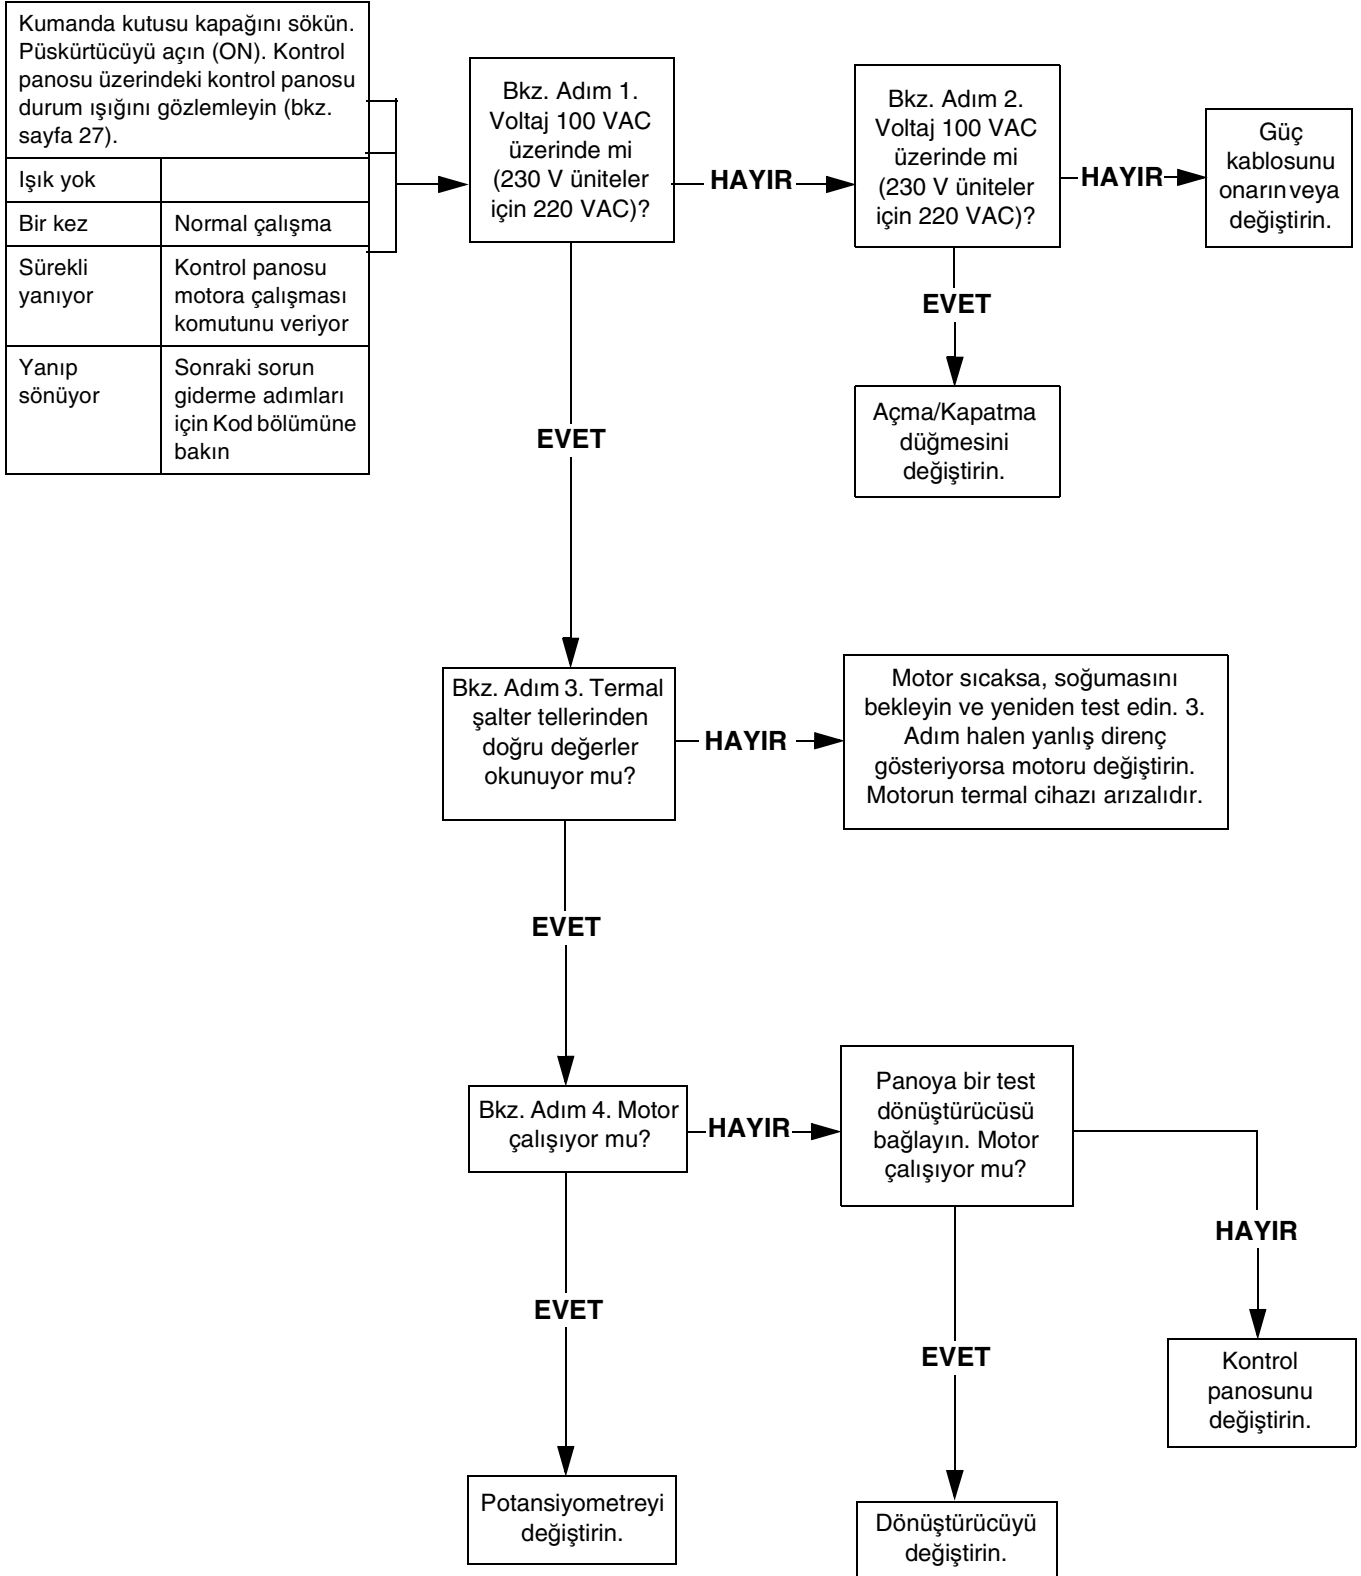 Kumanda kutusu kapağını sökün.
Püskürtücüyü açın (ON). Kontrol
panosu üzerindeki kontrol panosu
durum ışığını gözlemleyin (bkz.
sayfa 27).
Işık yok
Bir kez
Normal çalışma
Sürekli
yanıyor
Kontrol panosu
motora çalışması
komutunu veriyor
Yanıp
sönüyor
Sonraki sorun
giderme adımları
için Kod bölümüne
bakın
Bkz. Adım 1.
Voltaj 100 VAC
üzerinde mi
(230 V üniteler
için 220 VAC)?
HAYIR
Bkz. Adım 2.
Voltaj 100 VAC
üzerinde mi
(230 V üniteler
için 220 VAC)?
HAYIR
Güç
kablosunu
onarın veya
değiştirin.
EVET
Açma/Kapatma
düğmesini
değiştirin.
EVET
Bkz. Adım 3. Termal
şalter tellerinden
doğru değerler
okunuyor mu?
HAYIR
Motor sıcaksa, soğumasını
bekleyin ve yeniden test edin. 3.
Adım halen yanlış direnç
gösteriyorsa motoru değiştirin.
Motorun termal cihazı arızalıdır.
EVET
Bkz. Adım 4. Motor
çalışıyor mu?
HAYIR
Panoya bir test
dönüştürücüsü
bağlayın. Motor
çalışıyor mu?
HAYIR
Kontrol
panosunu
değiştirin.
EVET
Potansiyometreyi
değiştirin.
EVET
Dönüştürücüyü
değiştirin.